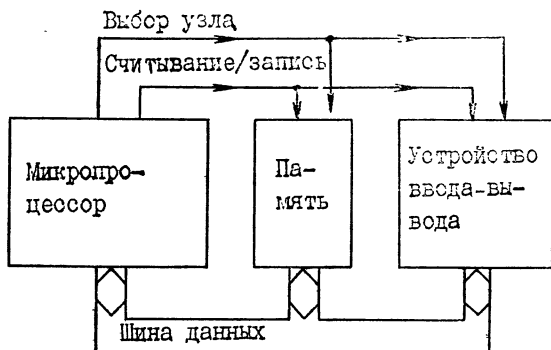 Выбор узла
Считывание/запись
Микропро-
цессор
Па-
мять
Устройство
ввода-вы-
вода
Шина данных